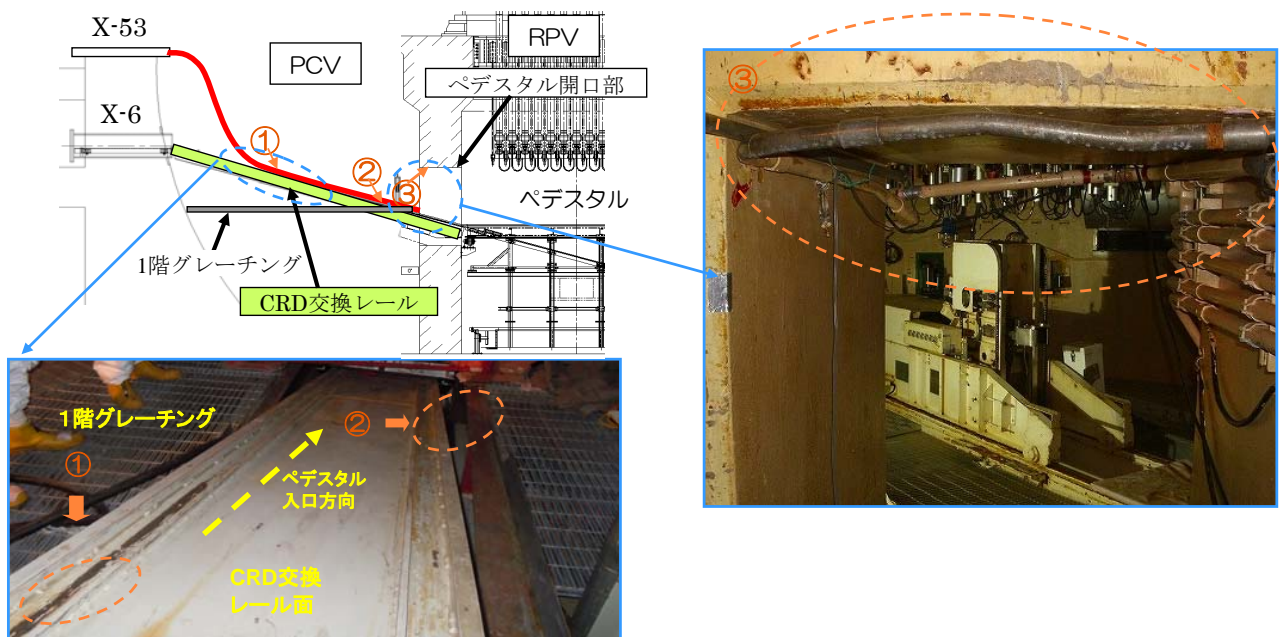 X-53
PCV
RPV
ペデスタル開口部
X-6
①
②
③
ペデスタル
1階グレーチング
CRD交換レール
1階グレーチング
①
②
ペデスタル
入口方向
CRD交換
レール面
③